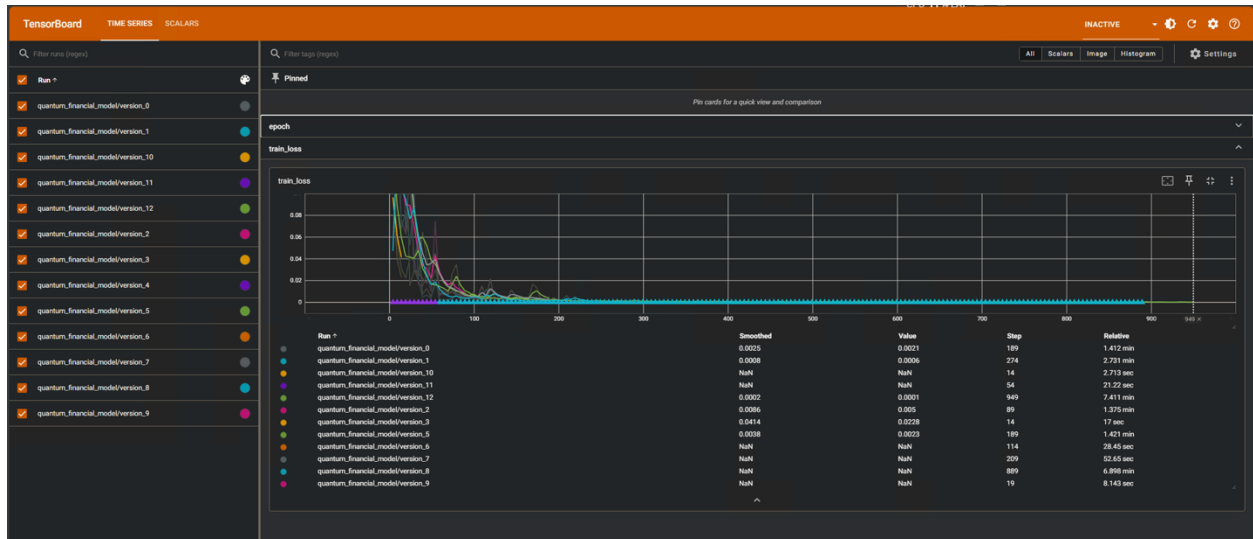 TensorBoard TIME SERIES SCALARS INACTIVE
Filter runs (regex)
Run ↑
quantum_financial_model/version_0
quantum_financial_model/version_1
quantum_financial_model/version_10
quantum_financial_model/version_11
quantum_financial_model/version_12
quantum_financial_model/version_2
quantum_financial_model/version_3
quantum_financial_model/version_4
quantum_financial_model/version_5
quantum_financial_model/version_6
quantum_financial_model/version_7
quantum_financial_model/version_8
quantum_financial_model/version_9
Filter tags (regex)
All Scalars Image Histogram Settings
Pinned
Pin cards for a quick view and comparison
epoch
train_loss
train_loss
0.08
0.06
0.04
0.02
0
0 100 200 300 400 500 600 700 800 900 949 ×
Run ↑ Smoothed Value Step Relative
quantum_financial_model/version_0 0.0025 0.0021 189 1.412 min
quantum_financial_model/version_1 0.0008 0.0006 274 2.731 min
quantum_financial_model/version_10 NaN NaN 14 2.713 sec
quantum_financial_model/version_11 NaN NaN 54 21.22 sec
quantum_financial_model/version_12 0.0002 0.0001 949 7.411 min
quantum_financial_model/version_2 0.0086 0.005 89 1.375 min
quantum_financial_model/version_3 0.0414 0.0228 14 17 sec
quantum_financial_model/version_5 0.0038 0.0023 189 1.421 min
quantum_financial_model/version_6 NaN NaN 114 28.45 sec
quantum_financial_model/version_7 NaN NaN 209 52.65 sec
quantum_financial_model/version_8 NaN NaN 889 6.898 min
quantum_financial_model/version_9 NaN NaN 19 8.143 sec